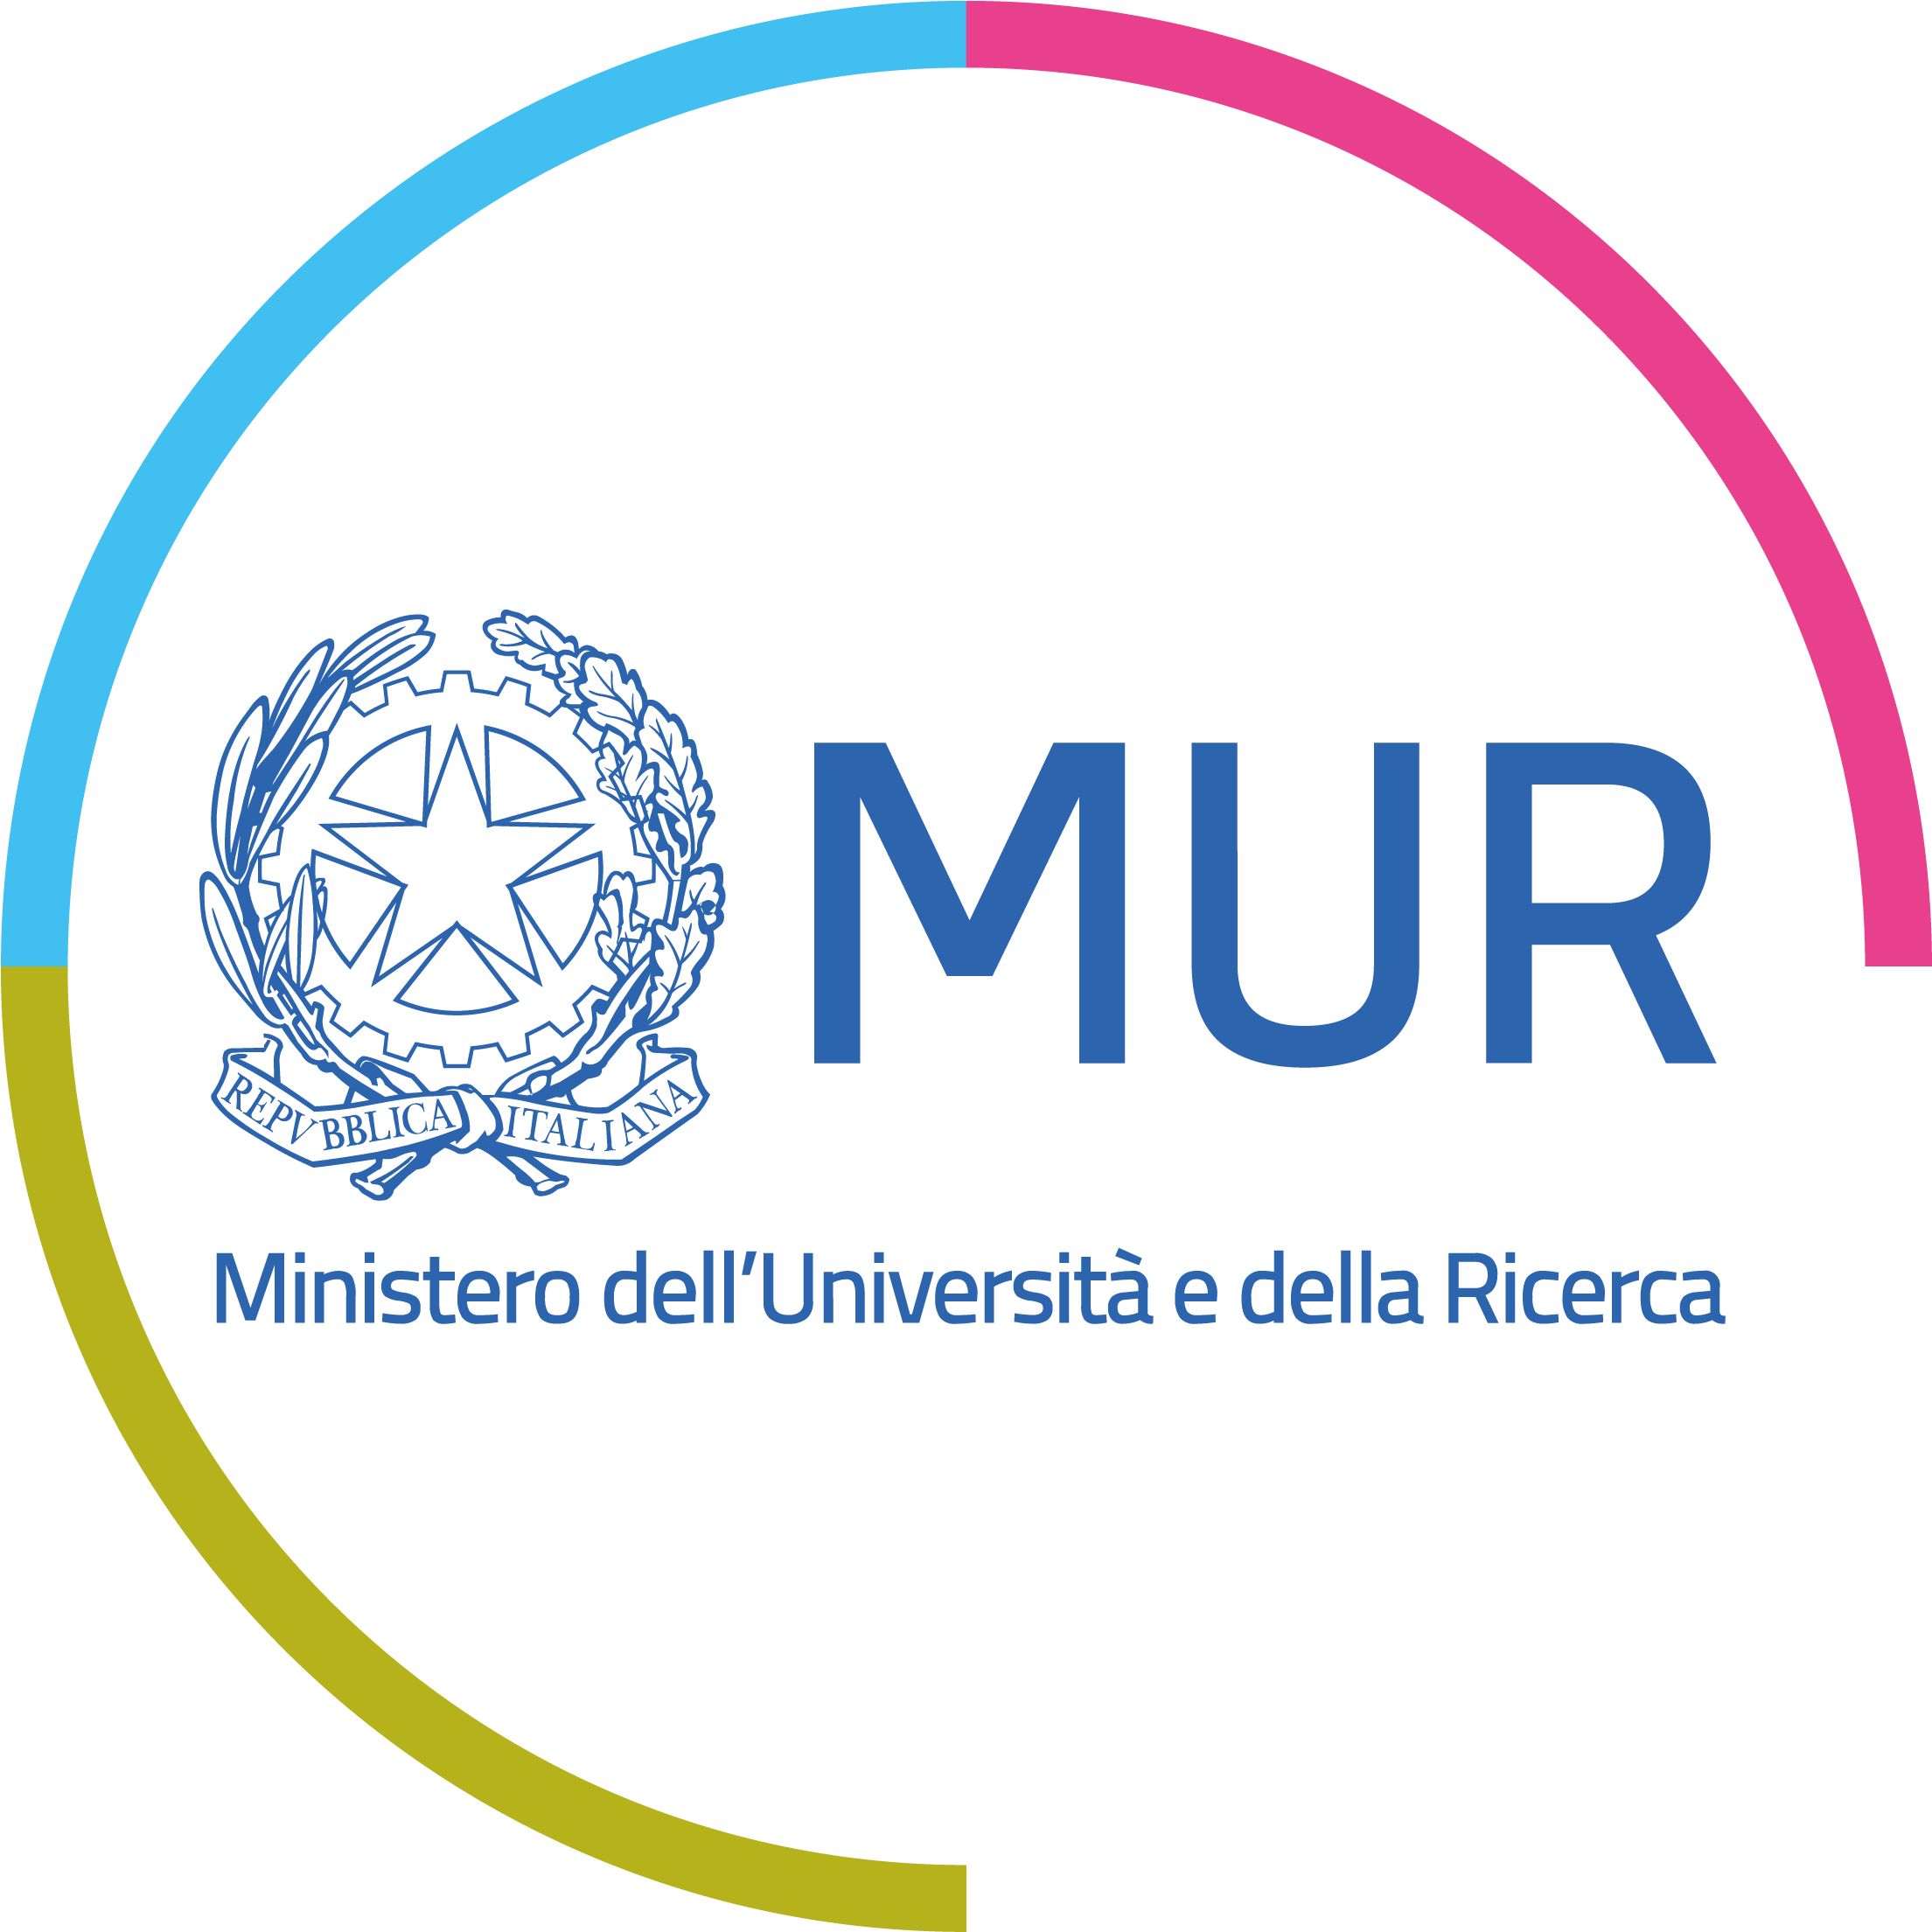 MUR
REPVBBLICA ITALIANA
Ministero dell'Università e della Ricerca